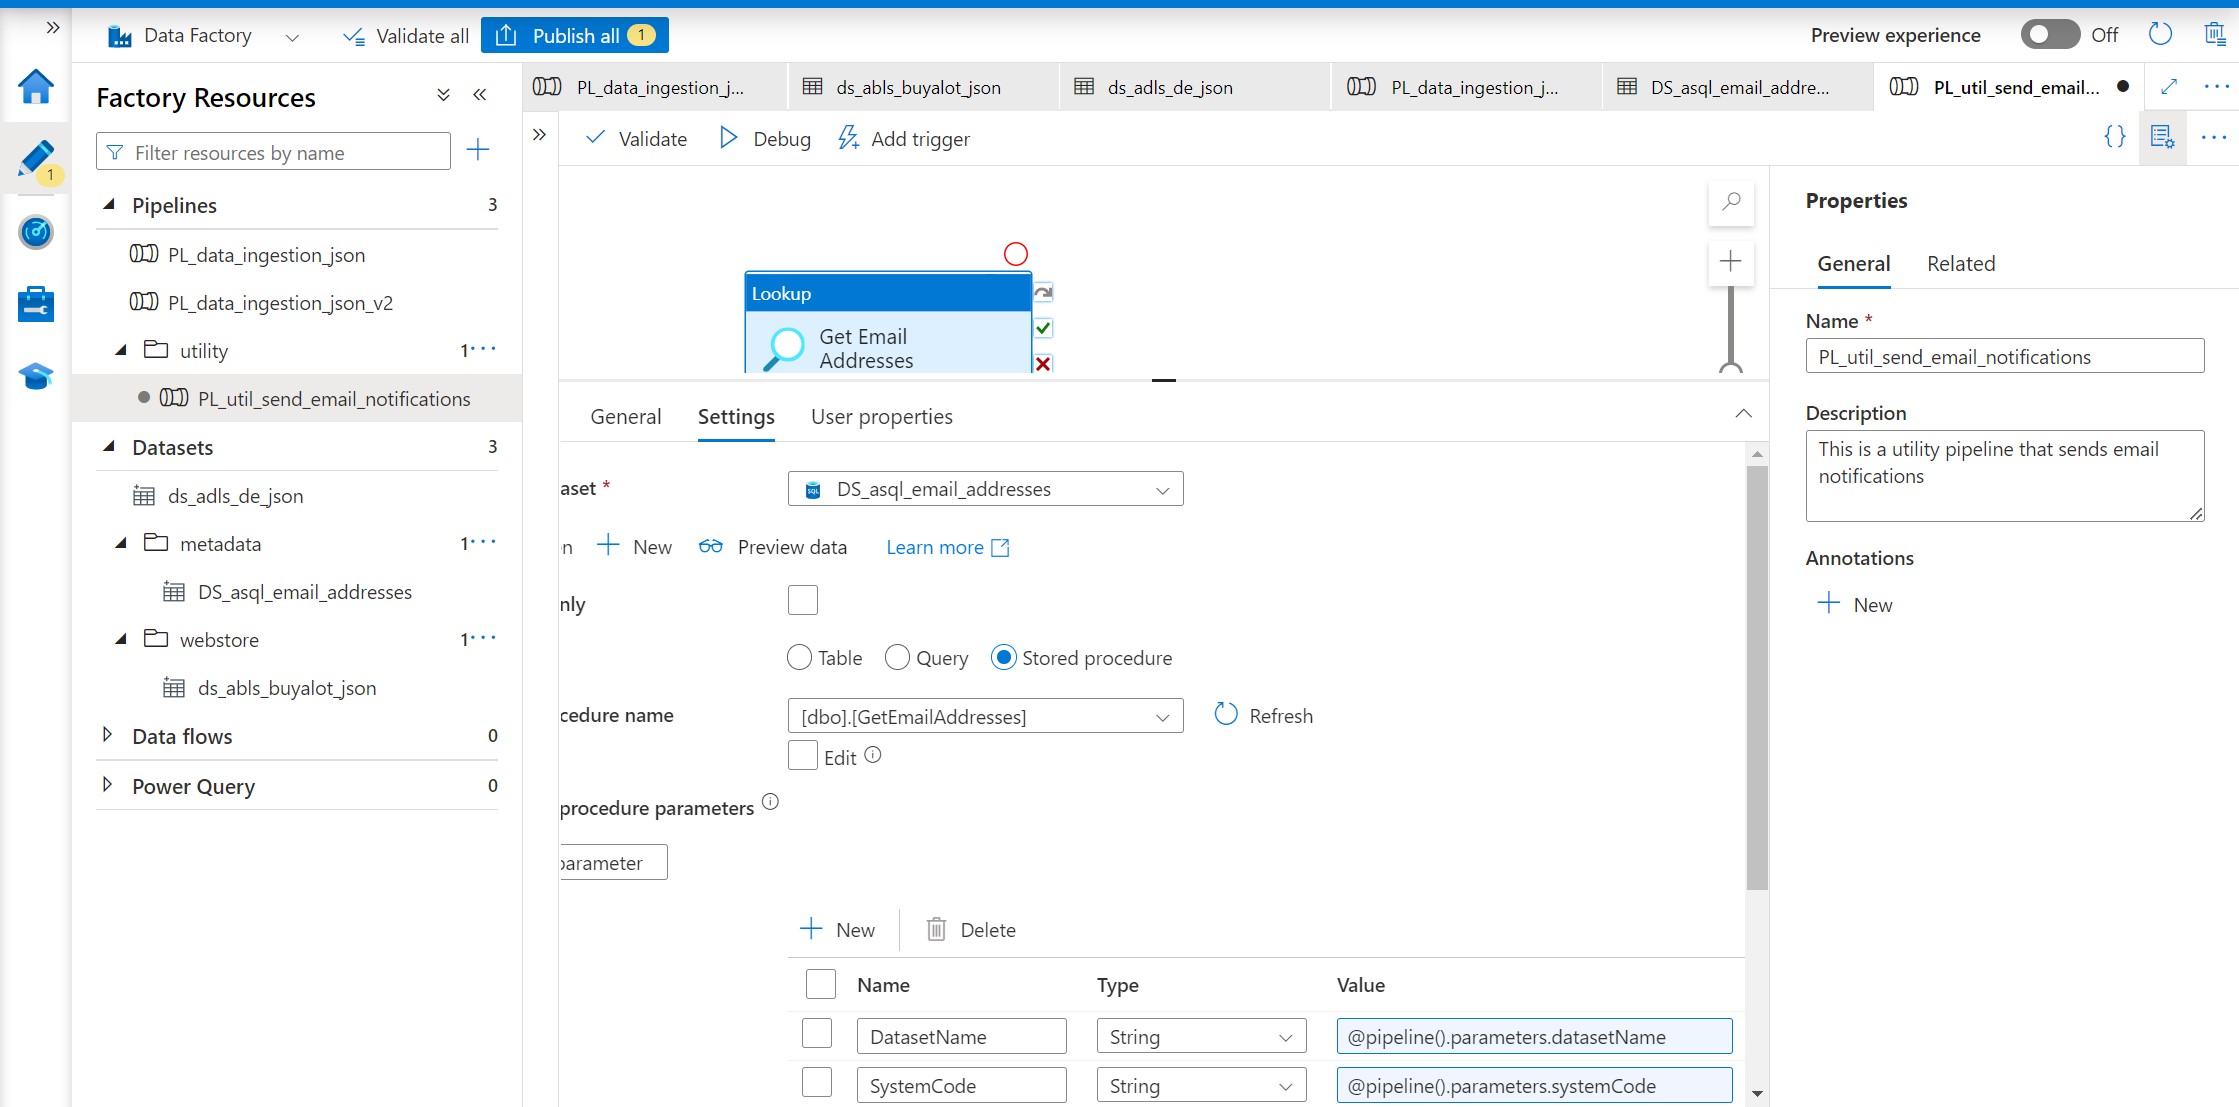 Data Factory
Validate all
Publish all 1
Preview experience
Off
1
Factory Resources
Filter resources by name
Pipelines 3
PL_data_ingestion_json
PL_data_ingestion_json_v2
utility 1
PL_util_send_email_notifications
Datasets 3
ds_adls_de_json
metadata 1
DS_asql_email_addresses
webstore 1
ds_abls_buyalot_json
Data flows 0
Power Query 0
PL_data_ingestion_j...
ds_abls_buyalot_json
ds_adls_de_json
PL_data_ingestion_j...
DS_asql_email_addre...
PL_util_send_email...
Validate
Debug
Add trigger
{}
Lookup
Get Email
Addresses
General
Settings
User properties
aset *
DS_asql_email_addresses
n
New
Preview data
Learn more
nly
Table
Query
Stored procedure
cedure name
[dbo].[GetEmailAddresses]
Refresh
Edit
procedure parameters
parameter
New
Delete
Name Type Value
DatasetName String @pipeline().parameters.datasetName
SystemCode String @pipeline().parameters.systemCode
Properties
General
Related
Name *
PL_util_send_email_notifications
Description
This is a utility pipeline that sends email
notifications
Annotations
New